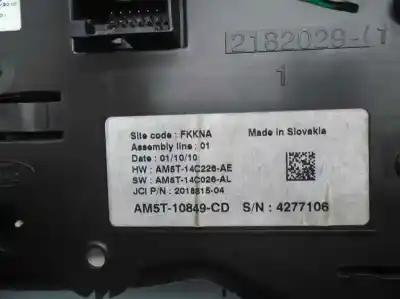 2182028-(1
1
Site code : FKKNA
Made in Slovakia
Assembly line : 01
Date : 01/10/10
HW : AM5T-14C226-AE
SW : AM5T-14C026-AL
JCI P/N : 2018815-04
AM5T-10849-CD S/N : 4277106